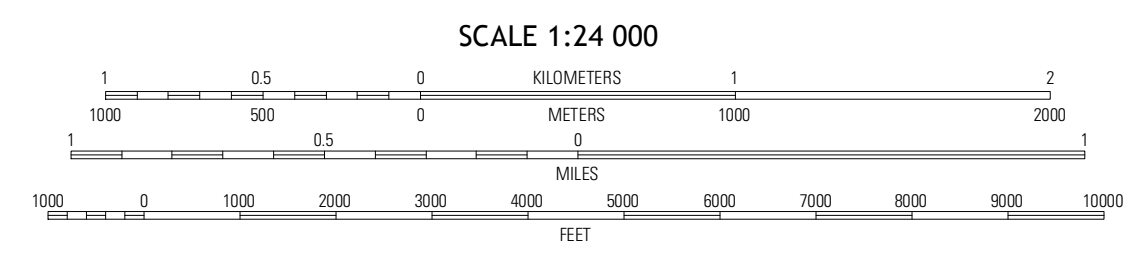 SCALE 1:24 000
1 0.5 0 KILOMETERS 1 2
1000 500 0 METERS 1000 2000
1 0.5 0 1
MILES
1000 0 1000 2000 3000 4000 5000 6000 7000 8000 9000 10000
FEET